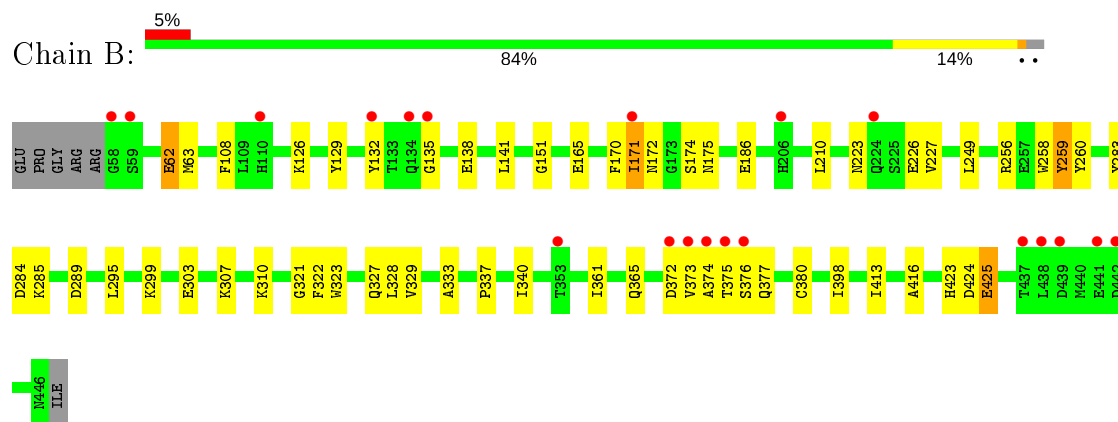 5%
Chain B:
84% 14% • •
GLU PRO GLY ARG ARG G58 S59 E62 M63 F108 L109 H110 K126 Y129 Y132 T133 Q134 G135 E138 L141 G151 E165 F170 I171 N172 G173 S174 N175 E186 H206 L210 N223 Q224 S225 E226 V227 L249 R256 E257 W258 Y259 Y260
D284 K285 D289 L295 K299 E303 K307 K310 G321 F322 W323 Q327 L328 V329 A333 P337 I340 T353 I361 Q365 D372 V373 A374 T375 S376 Q377 C380 I398 I413 A416 H423 D424 E425 T437 L438 D439 M440 E441
N446 ILE